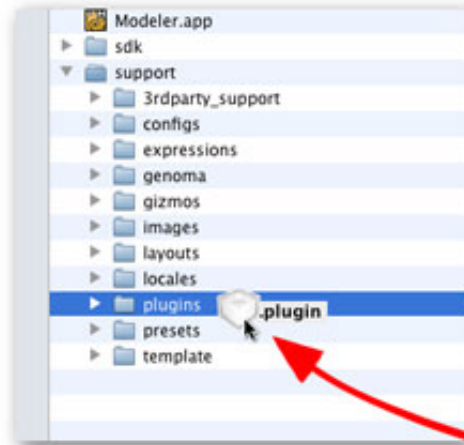 Modeler.app
sdk
support
3rdparty_support
configs
expressions
genoma
gizmos
images
layouts
locales
plugins .plugin
presets
template